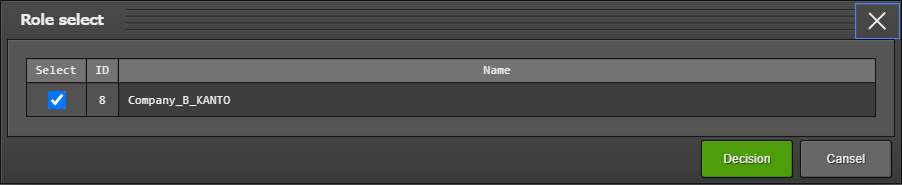 Role select
Select ID Name
8 Company_B_KANTO
Decision Cansel